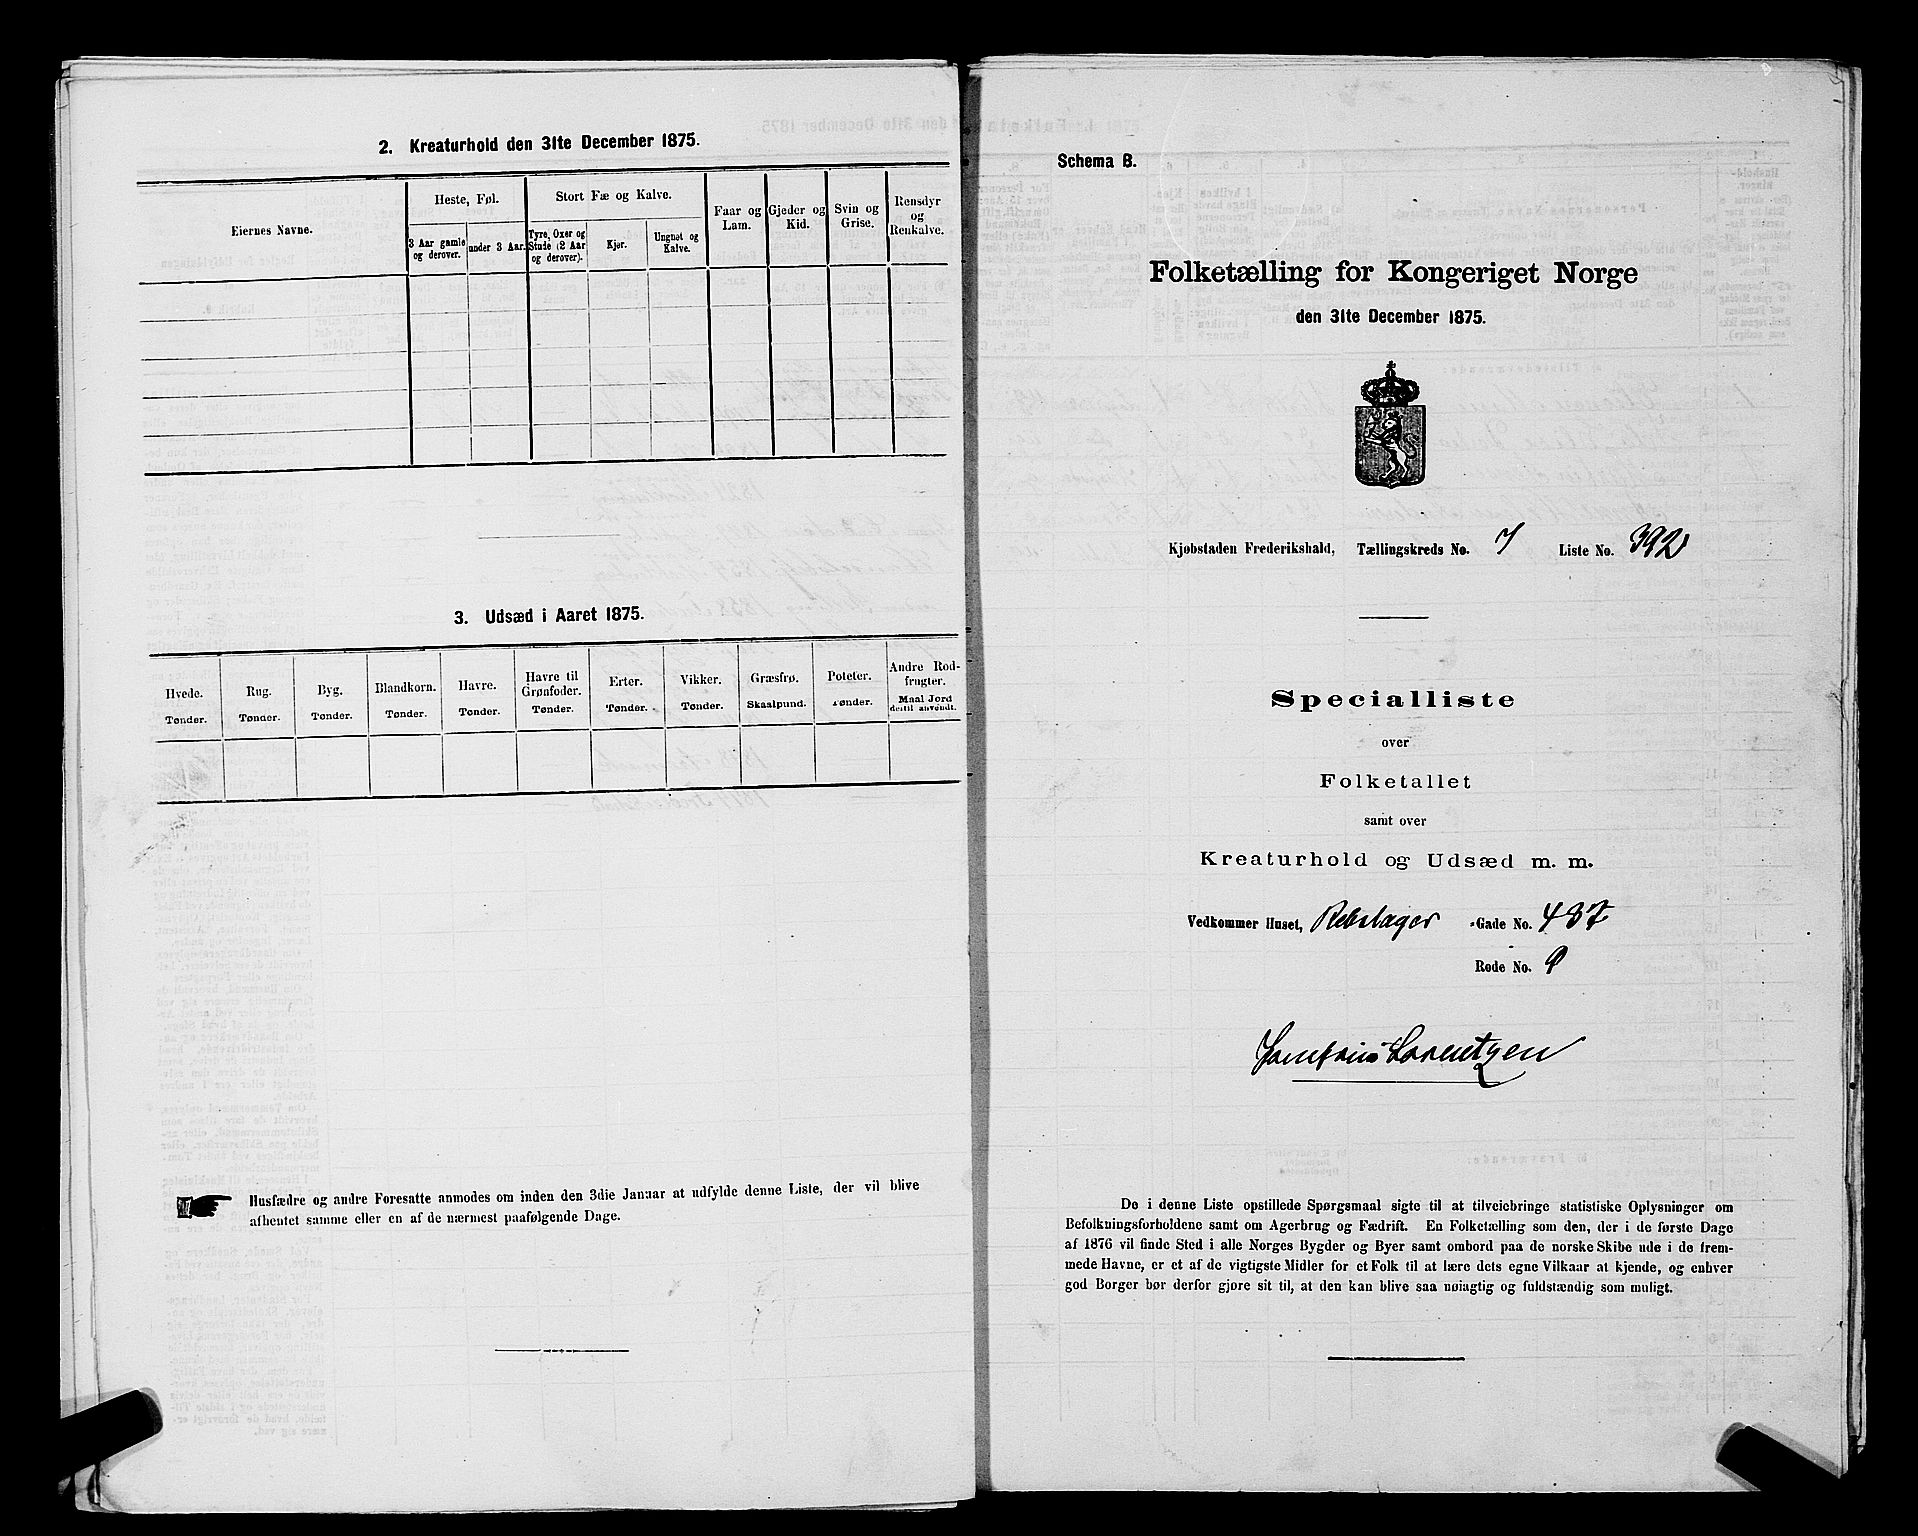 2. Kreaturhold den 31te December 1875.
Eiernes Navne.
Heste, Føl.
Stort Fæ og Kalve.
Faar og
Lam.
Gjeder og
Kid.
Svin og
Grise.
Rensdyr
og
Renkalve.
3 Aar gamle
og derover.
under 3 Aar.
Tyre, Oxer og
Stude (2 Aar
og derover).
Kjør.
Ungnøt og
Kalve.
3. Udsæd i Aaret 1875.
Hvede.
Tønder.
Rug.
Tønder.
Byg.
Tønder.
Blandkorn.
Tønder.
Havre.
Tønder.
Havre til
Grønfoder.
Tønder.
Erter.
Tønder.
Vikker.
Tønder.
Græsfrø.
Skaalpund.
Poteter.
Tønder.
Andre Rod-
frugter.
Maal Jord
dertil anvendt.
Husfædre og andre Foresatte anmodes om inden den 3die Januar at udfylde denne Liste, der vil blive
afhentet samme eller en af de nærmest paafølgende Dage.
Schema B.
Folketælling for Kongeriget Norge
den 31te December 1875.
Kjøbstaden Frederikshald, Tællingskreds No. 7 Liste No. 392
Specialliste
over
Folketallet
samt over
Kreaturhold og Udsæd m. m.
Vedkommer Huset, Rebslager -Gade No. 437
Rode No. 9
Lorentzen
De i denne Liste opstillede Spørgsmaal sigte til at tilveiebringe statistiske Oplysninger om
Befolkningsforholdene samt om Agerbrug og Fædrift. En Folketælling som den, der i de første Dage
af 1876 vil finde Sted i alle Norges Bygder og Byer samt ombord paa de norske Skibe ude i de frem-
mede Havne, er et af de vigtigste Midler for et Folk til at lære dets egne Vilkaar at kjende, og enhver
god Borger bør derfor gjøre sit til, at den kan blive saa nøiagtig og fuldstændig som muligt.